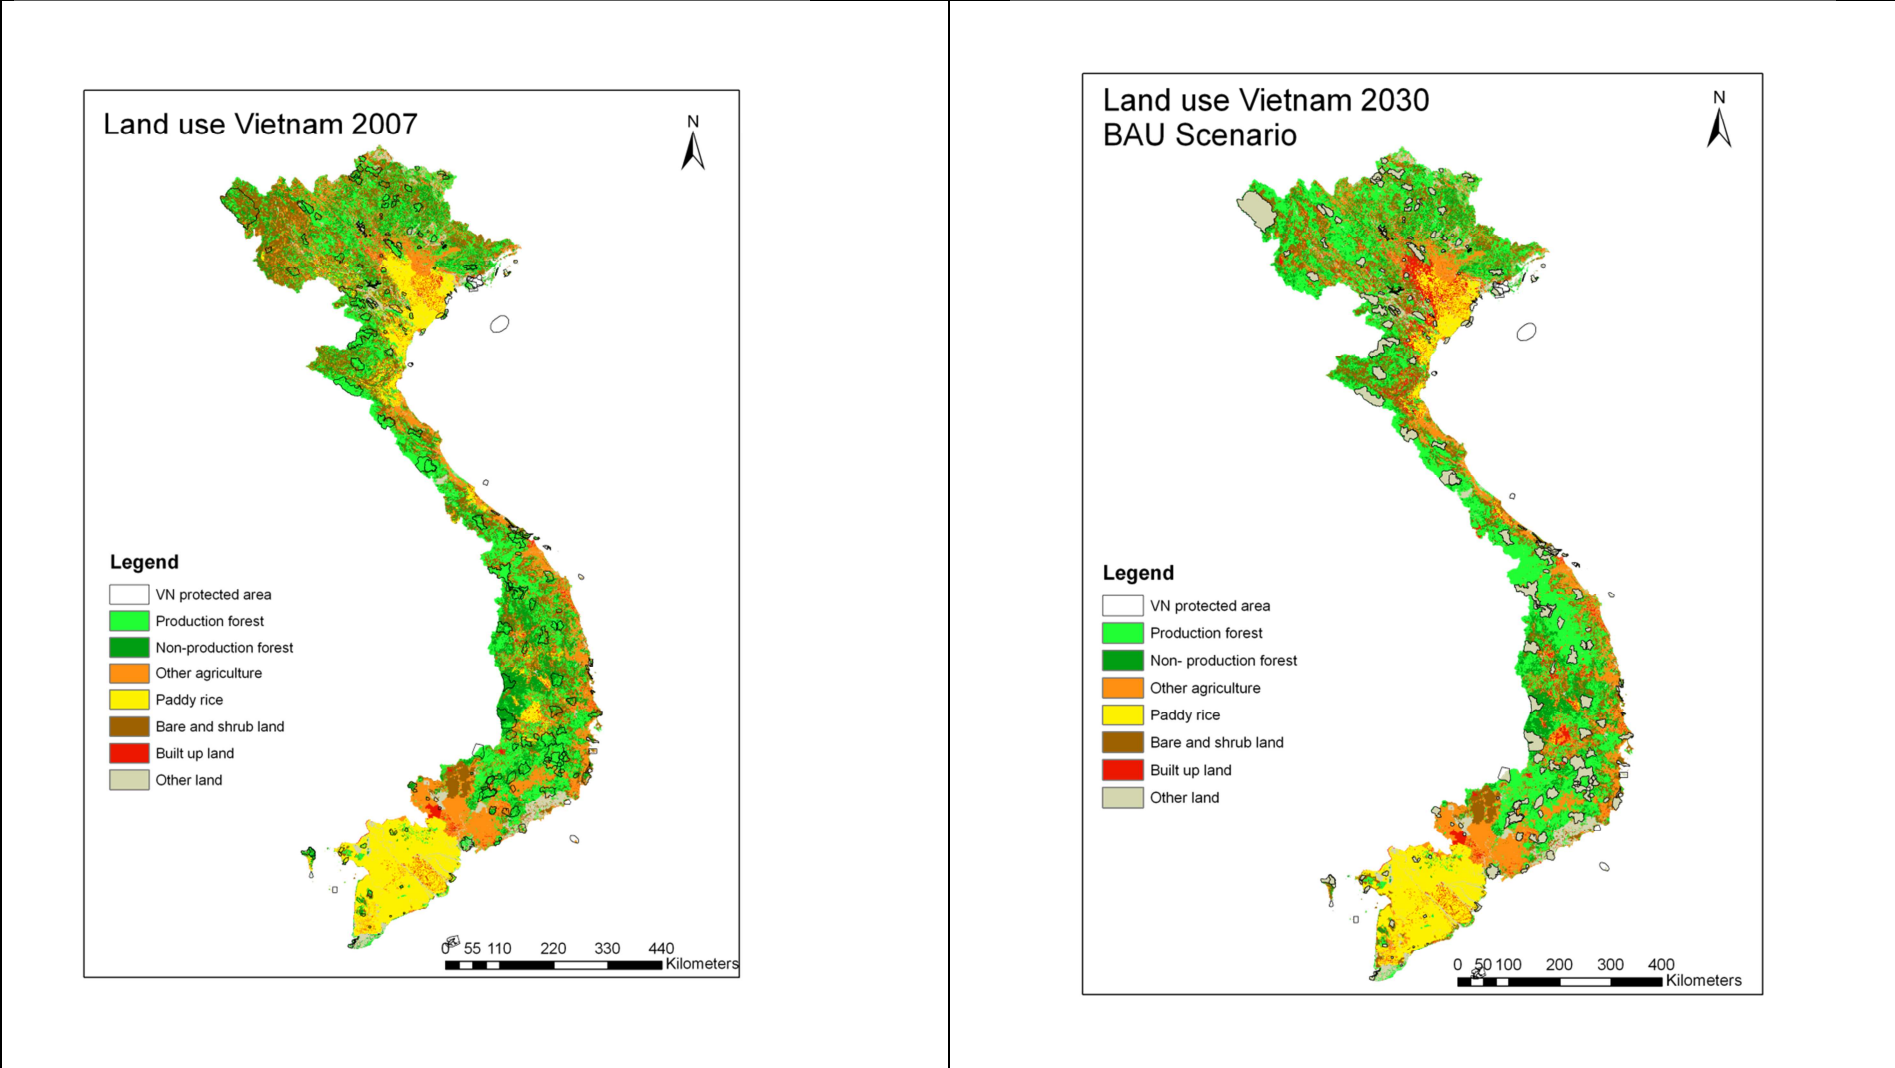 Land use Vietnam 2007
N
Legend
VN protected area
Production forest
Non-production forest
Other agriculture
Paddy rice
Bare and shrub land
Built up land
Other land
0 55 110 220 330 440
Kilometers
Land use Vietnam 2030
BAU Scenario
N
Legend
VN protected area
Production forest
Non- production forest
Other agriculture
Paddy rice
Bare and shrub land
Built up land
Other land
0 50 100 200 300 400
Kilometers